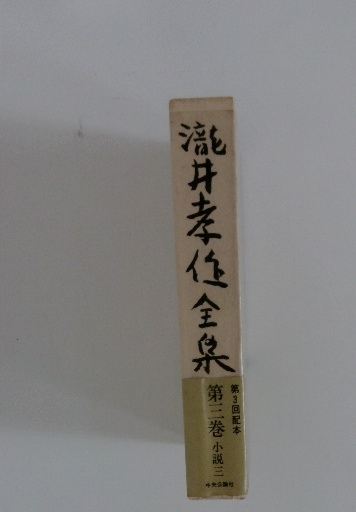 瀧井孝作全集
第3回配本
第三巻 小説三
中央公論社